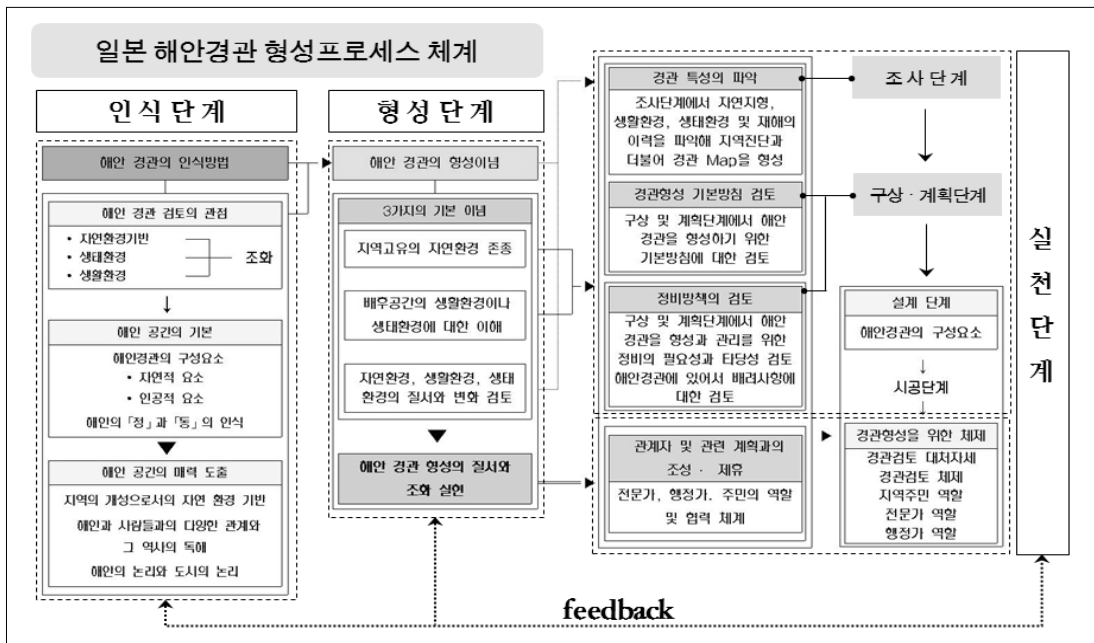 일본 해안경관 형성프로세스 체계
인 식 단 계
해안 경관의 인식방법
해안 경관 검토의 관점
• 자연환경기반
• 생태환경
• 생활환경
조화
해안 공간의 기본
해안경관의 구성요소
• 자연적 요소
• 인공적 요소
해안의 「정」과 「동」의 인식
해안 공간의 매력 도출
지역의 개성으로서의 자연 환경 기반
해안과 사람들과의 다양한 관계와
그 역사의 독해
해안의 논리와 도시의 논리
형 성 단 계
해안 경관의 형성이념
3가지의 기본 이념
지역고유의 자연환경 존중
배후공간의 생활환경이나
생태환경에 대한 이해
자연환경, 생활환경, 생태
환경의 질서와 변화 검토
해안 경관 형성의 질서와
조화 실현
경관 특성의 파악
조사단계에서 자연지형,
생활환경, 생태환경 및 재해의
이력을 파악해 지역진단과
더불어 경관 Map을 형성
경관형성 기본방침 검토
구상 및 계획단계에서 해안
경관을 형성하기 위한
기본방침에 대한 검토
정비방책의 검토
구상 및 계획단계에서 해안
경관을 형성과 관리를 위한
정비의 필요성과 타당성 검토
해안경관에 있어서 배려사항에
대한 검토
관계자 및 관련 계획과의
조성 · 제휴
전문가, 행정가. 주민의 역할
및 협력 체계
조 사 단 계
구상 · 계획단계
설계 단계
해안경관의 구성요소
시공단계
경관형성을 위한 체제
경관검토 대처자세
경관검토 체제
지역주민 역할
전문가 역할
행정가 역할
실
천
단
계
feedback